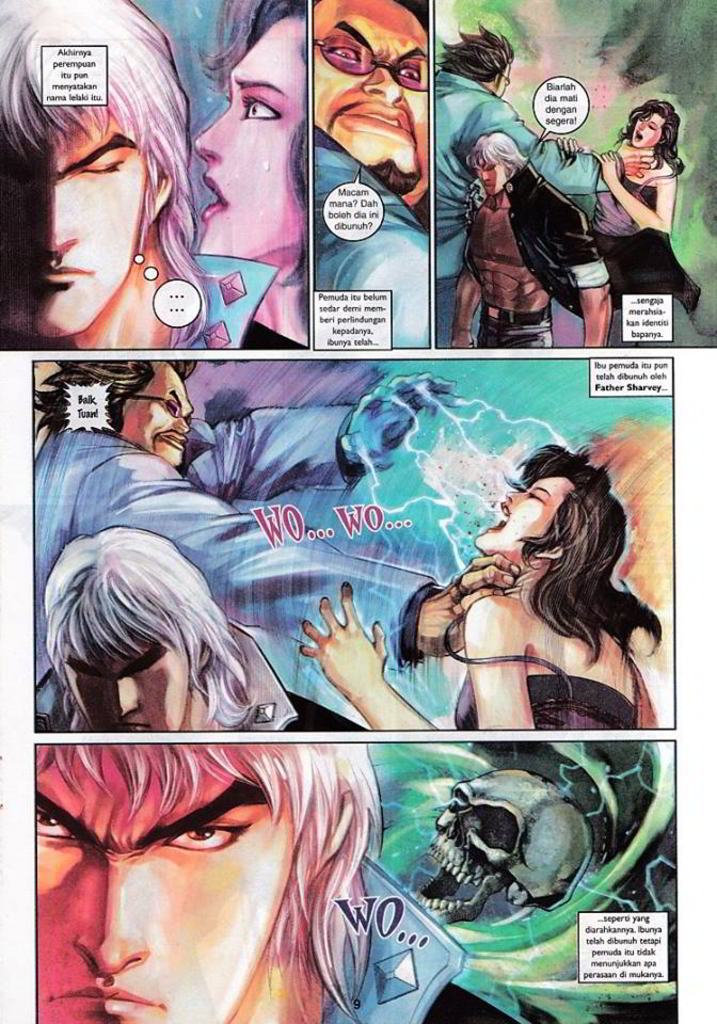 Akhirnya
perempuan
itu pun
menyatakan
nama lelaki itu.
...
...
Macam
mana? Dah
boleh dia ini
dibunuh?
Pemuda itu belum
sedar demi mem-
beri perlindungan
kepadanya,
ibunya telah...
Biarlah
dia mati
dengan
segera!
...sengaja
merahsia-
kan identiti
bapanya.
Baik,
Tuan!
Ibu pemuda itu pun
telah dibunuh oleh
Father Sharvey...
WO... WO...
WO...
...seperti yang
diarahkannya. Ibunya
telah dibunuh tetapi
pemuda itu tidak
menunjukkan apa
perasaan di mukanya.
9